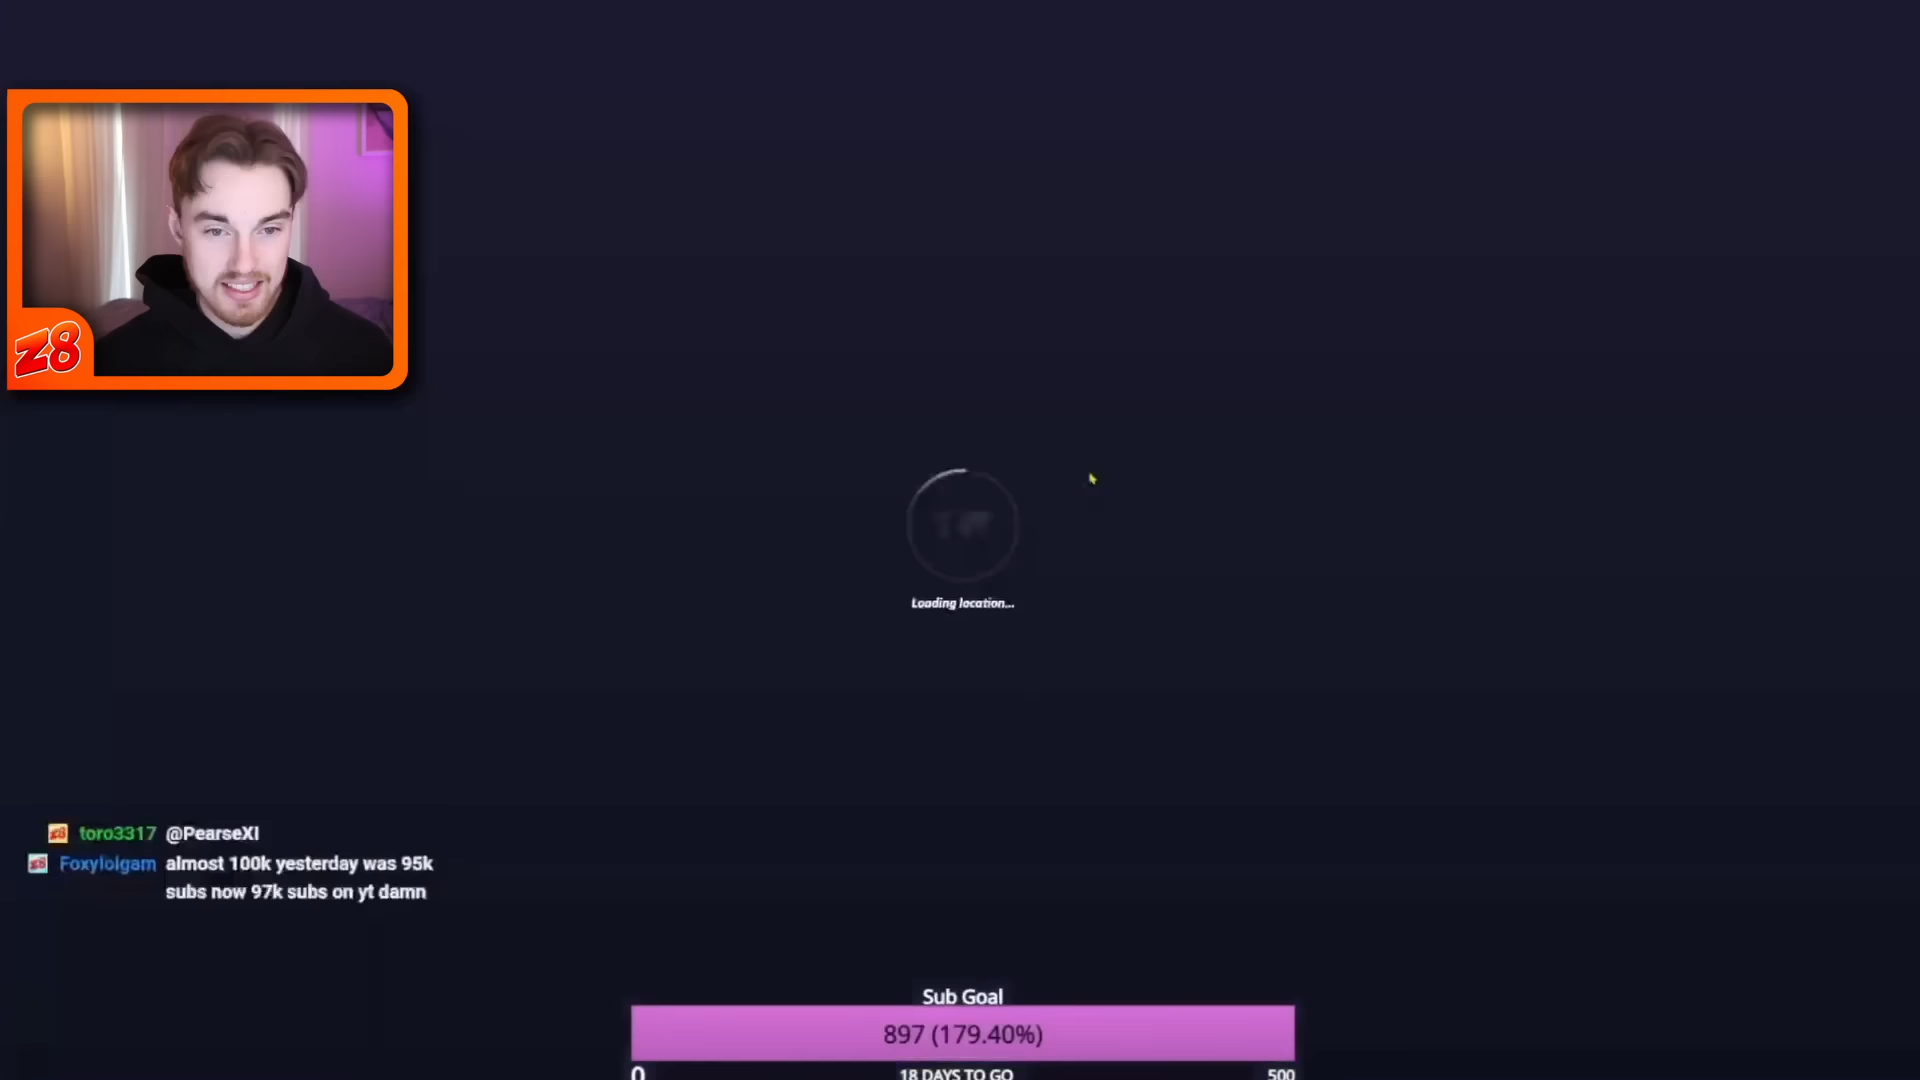 z8
Loading location...
toro3317 @PearseXI
Foxylolgam almost 100k yesterday was 95k
subs now 97k subs on yt damn
Sub Goal
897 (179.40%)
0 18 DAYS TO GO 500